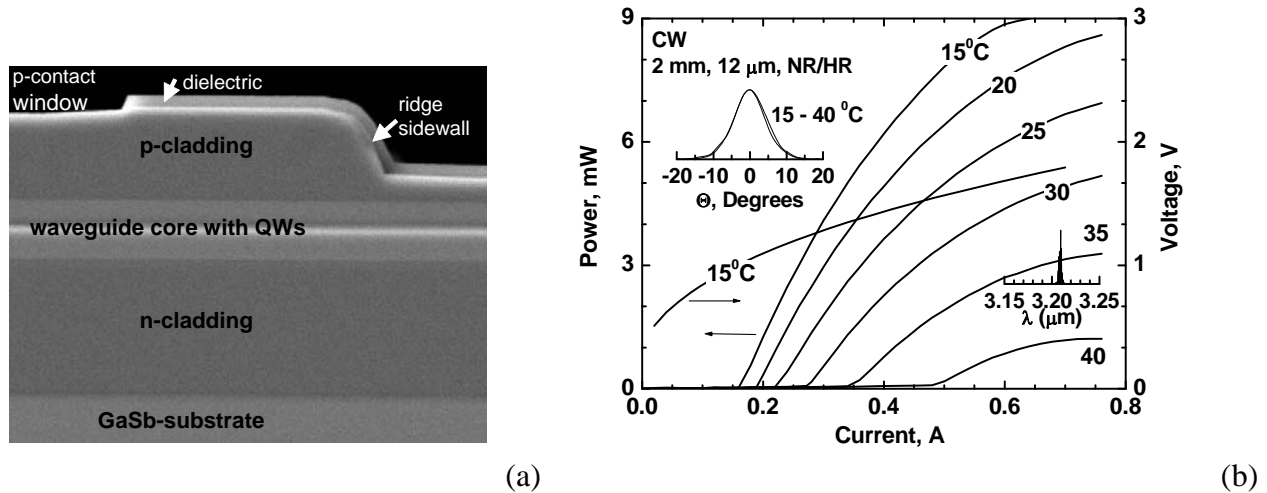 p-contact
window
dielectric
ridge
sidewall
p-cladding
waveguide core with QWs
n-cladding
GaSb-substrate
(a)
9
6
3
0
Power, mW
CW
2 mm, 12 μm, NR/HR
15 - 40 ⁰C
-20 -10 0 10 20
Θ, Degrees
15⁰C
20
25
30
35
40
15⁰C
3.15 3.20 3.25
λ (μm)
3
2
1
0
Voltage, V
0.0 0.2 0.4 0.6 0.8
Current, A
(b)